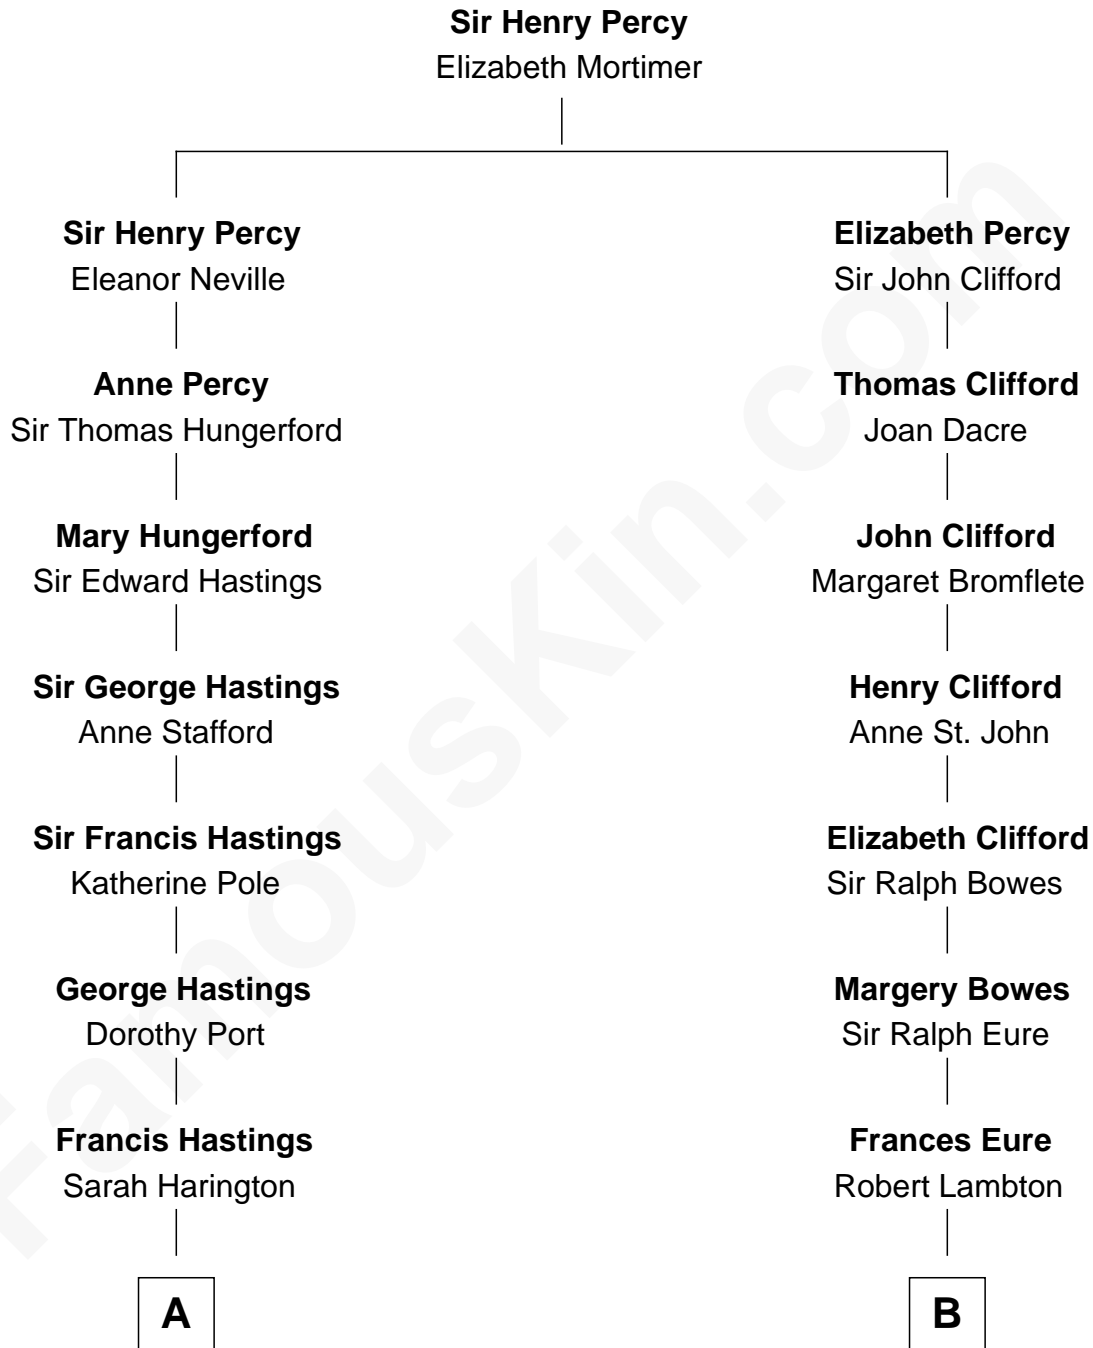 Sir Henry Percy
Elizabeth Mortimer
Sir Henry Percy
Eleanor Neville
Anne Percy
Sir Thomas Hungerford
Mary Hungerford
Sir Edward Hastings
Sir George Hastings
Anne Stafford
Sir Francis Hastings
Katherine Pole
George Hastings
Dorothy Port
Francis Hastings
Sarah Harington
A
Elizabeth Percy
Sir John Clifford
Thomas Clifford
Joan Dacre
John Clifford
Margaret Bromflete
Henry Clifford
Anne St. John
Elizabeth Clifford
Sir Ralph Bowes
Margery Bowes
Sir Ralph Eure
Frances Eure
Robert Lambton
B
FamousKin.com